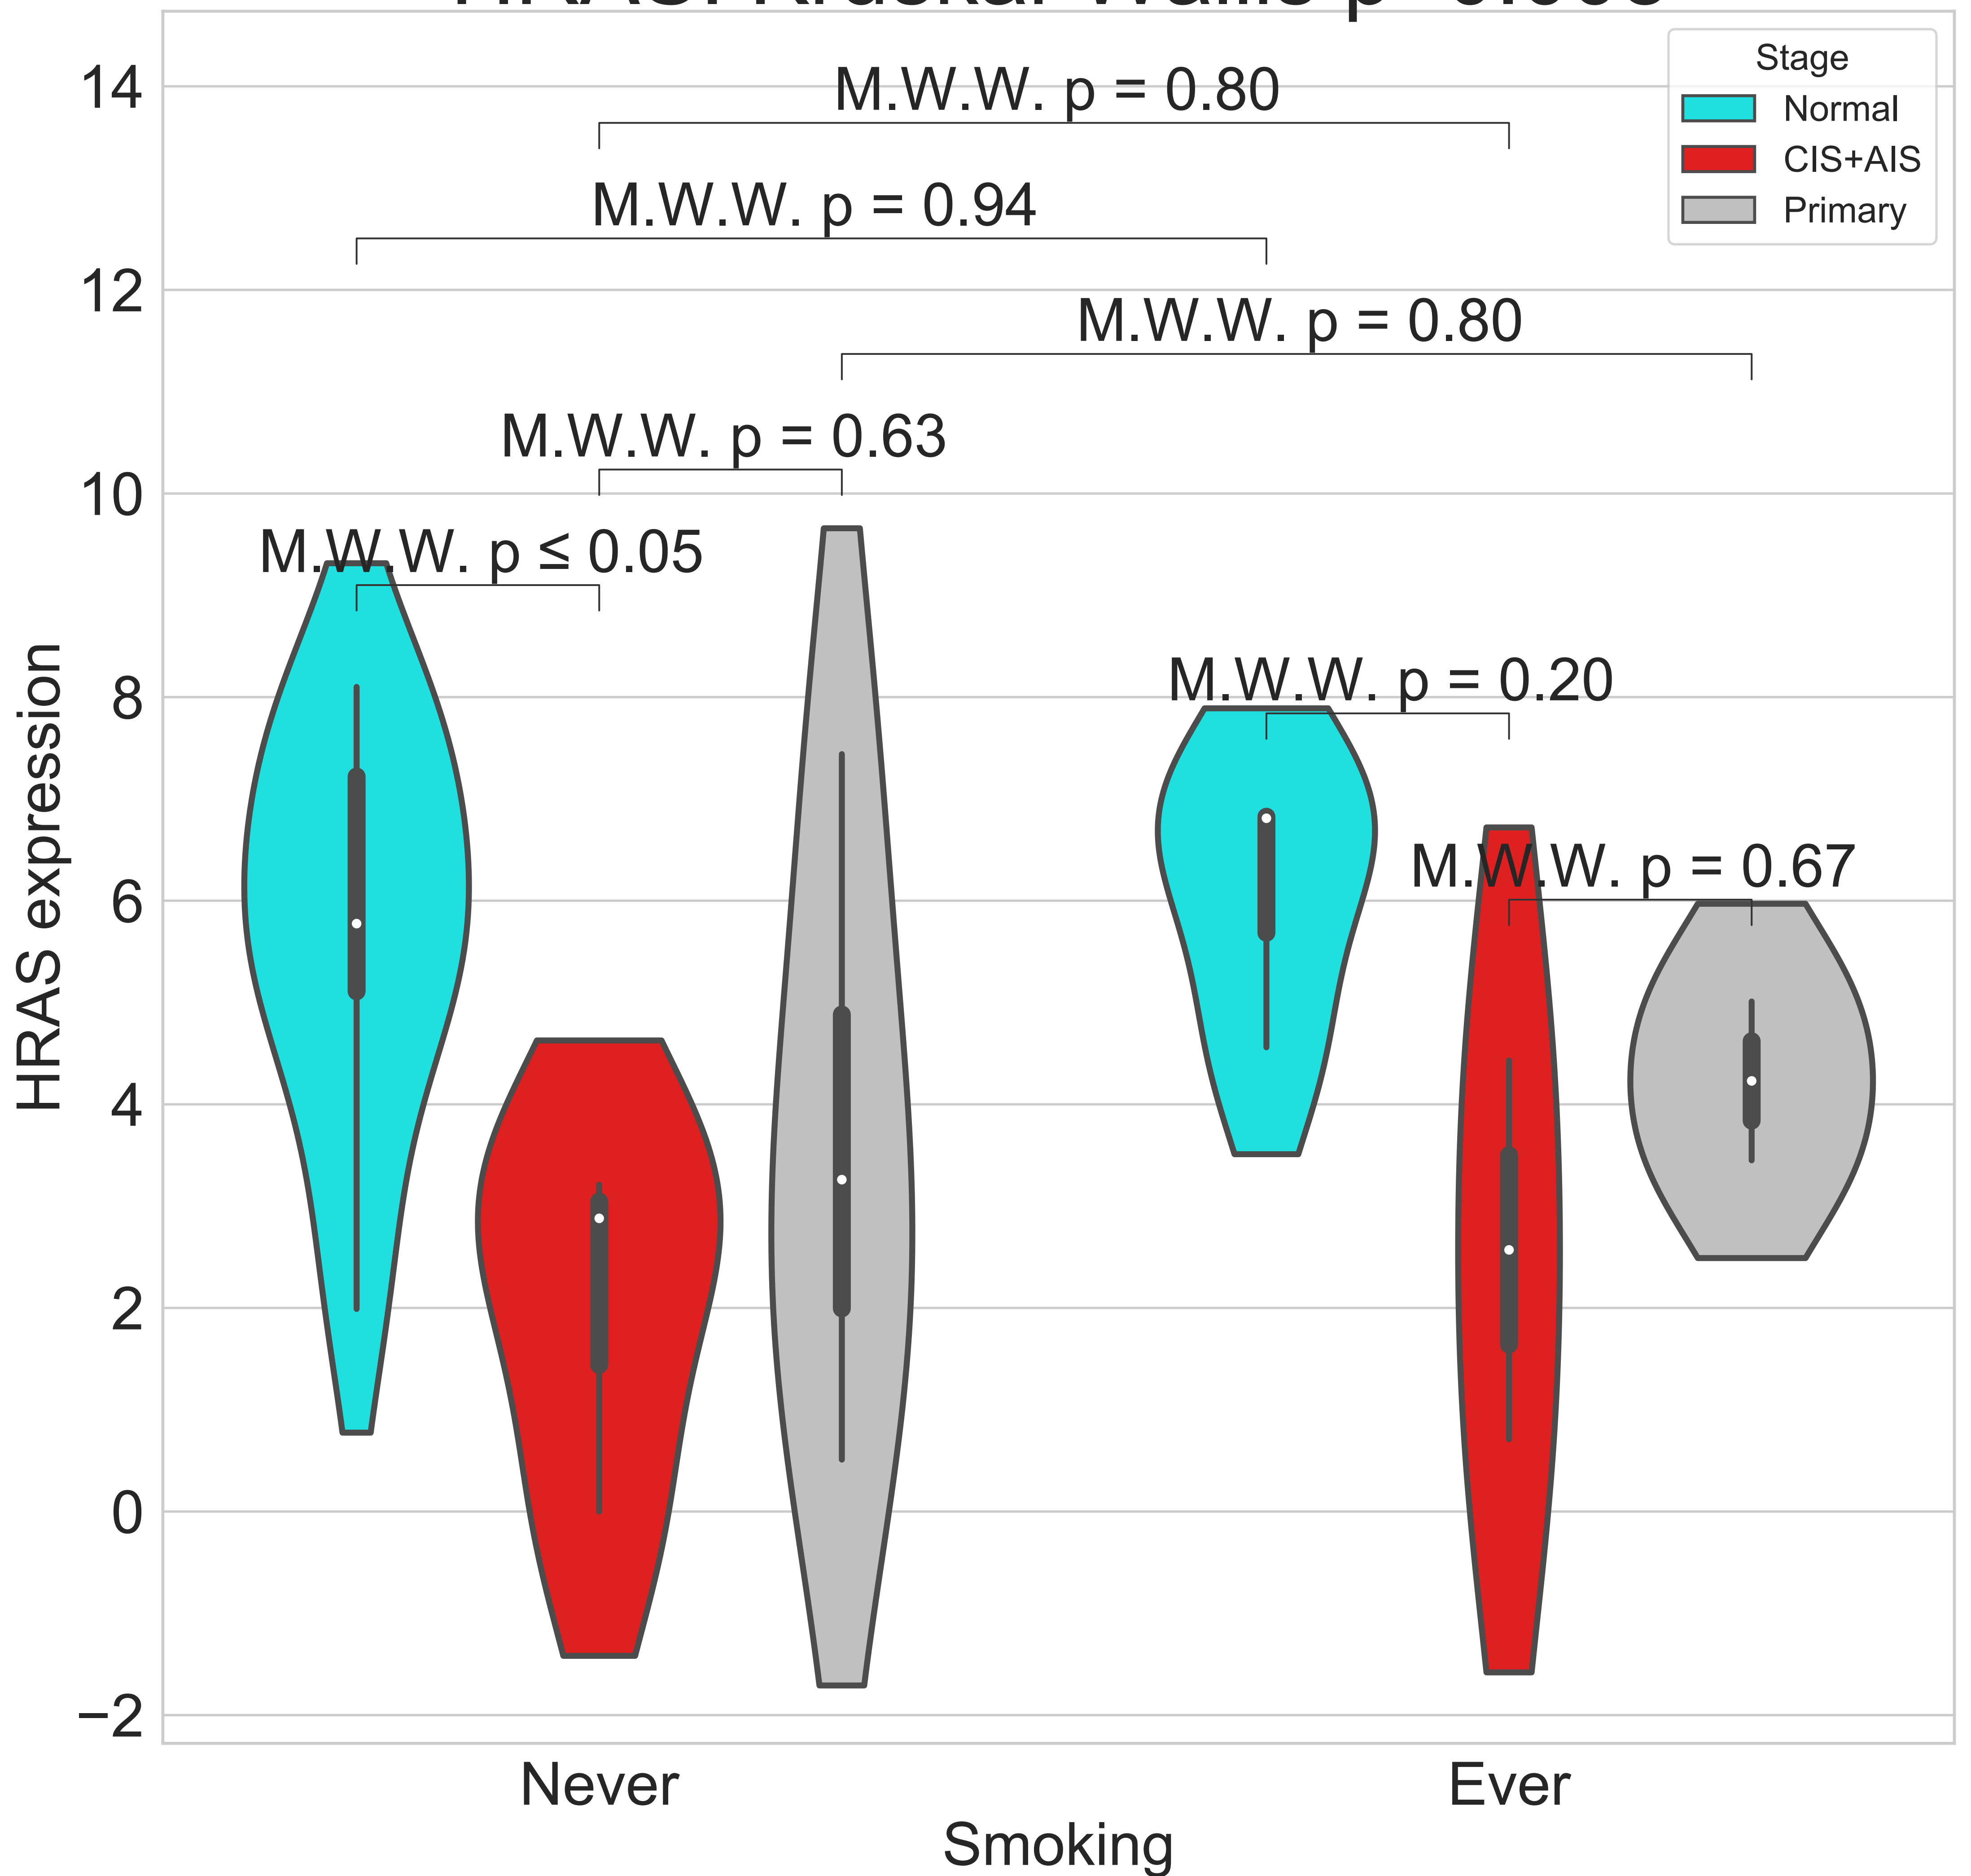 Stage
Normal
CIS+AIS
Primary
M.W.W. p = 0.80
M.W.W. p = 0.94
M.W.W. p = 0.80
M.W.W. p = 0.63
M.W.W. p ≤ 0.05
M.W.W. p = 0.20
M.W.W. p = 0.67
14
12
10
8
6
4
2
0
−2
HRAS expression
Never
Ever
Smoking